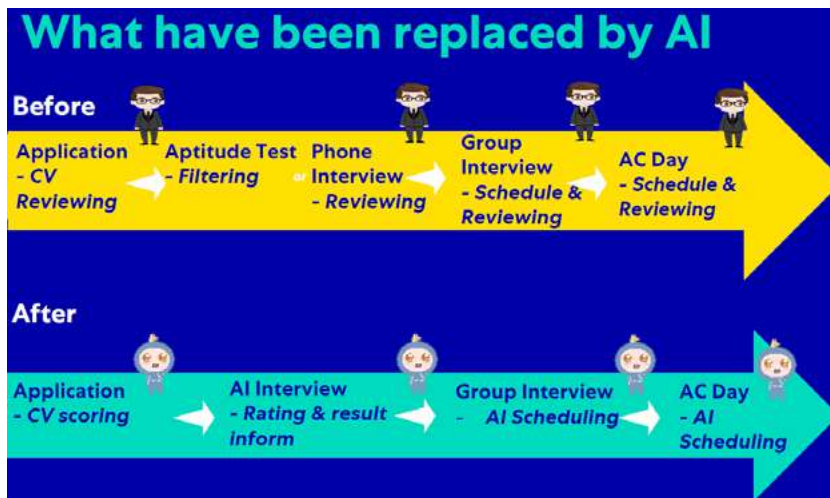 What have been replaced by AI
Before
Application
- CV
Reviewing
Aptitude Test
- Filtering
or
Phone
Interview
- Reviewing
Group
Interview
- Schedule &
Reviewing
AC Day
- Schedule &
Reviewing
After
Application
- CV scoring
AI Interview
- Rating & result
inform
Group Interview
- AI Scheduling
AC Day
- AI
Scheduling